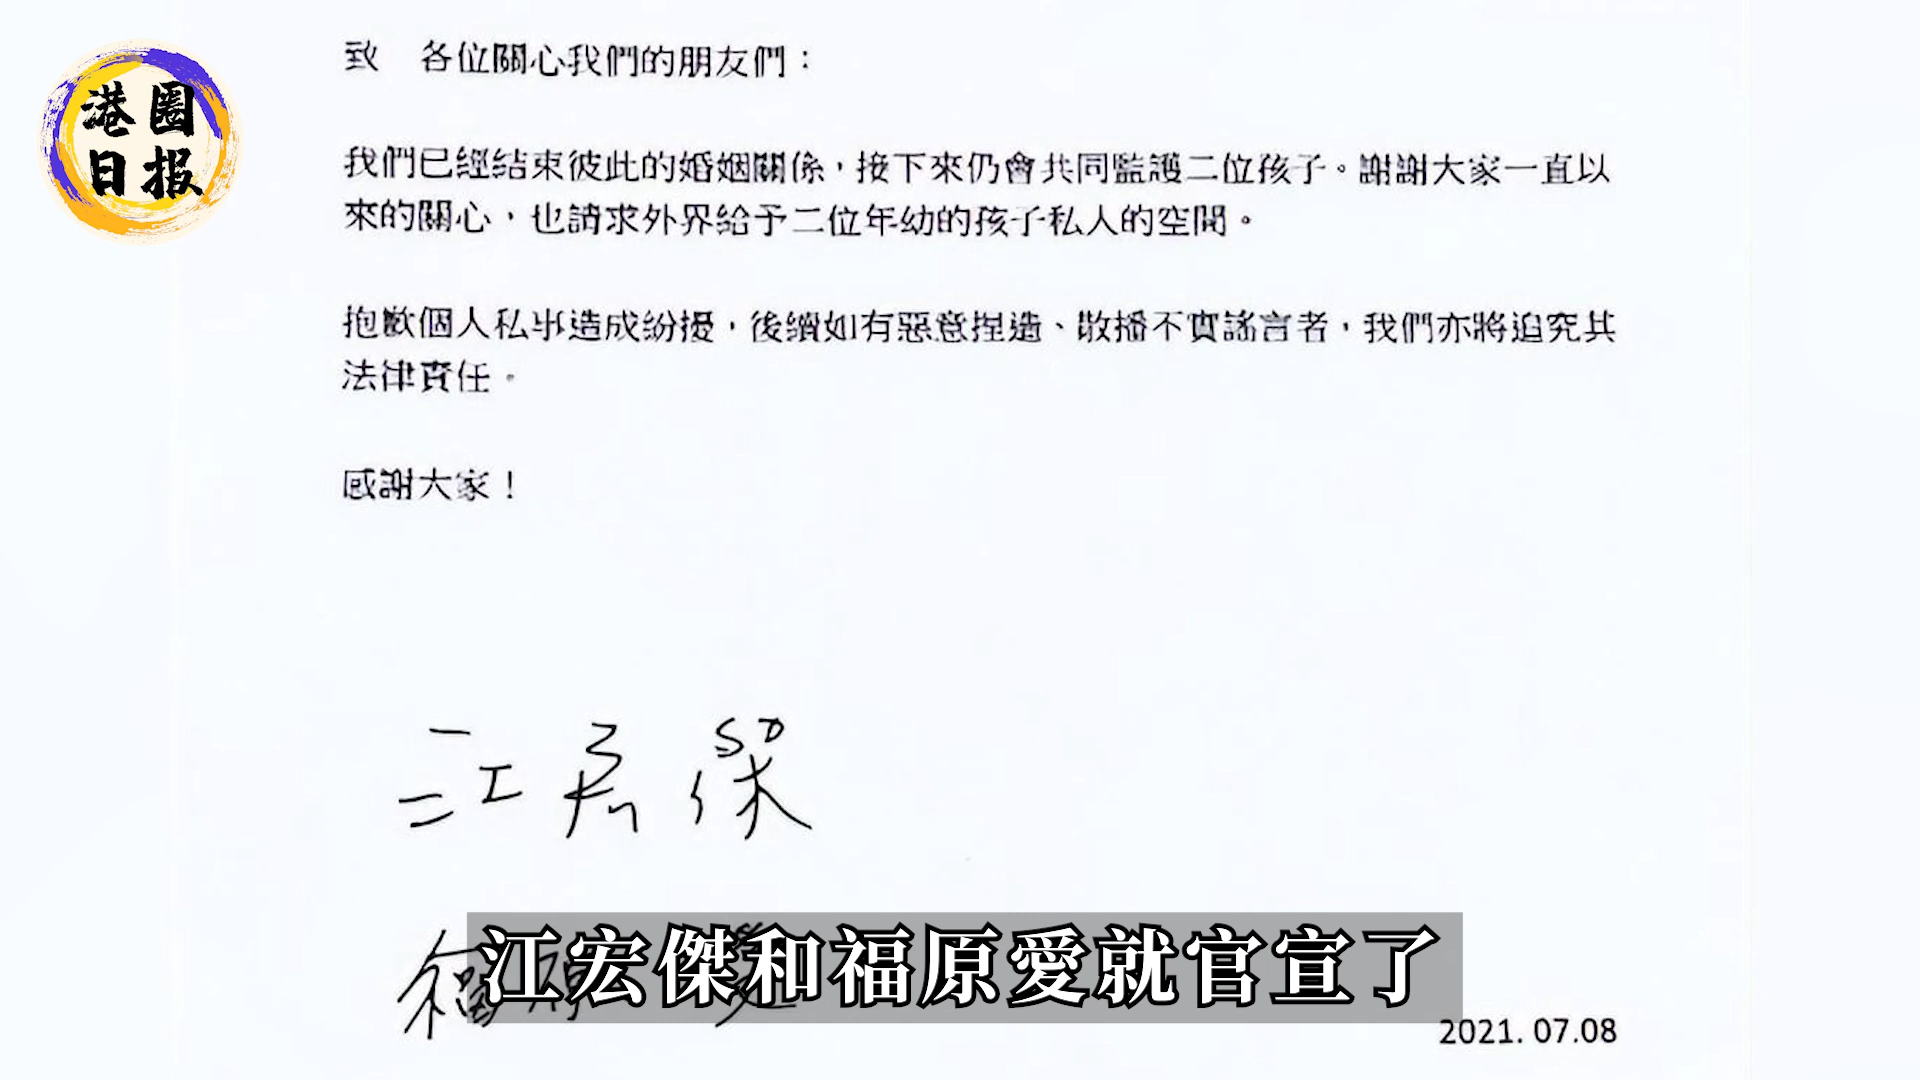 港圈
日报
致 各位關心我們的朋友們：
我們已經結束彼此的婚姻關係，接下來仍會共同監護二位孩子。謝謝大家一直以
來的關心，也請求外界給予二位年幼的孩子私人的空間。
抱歉個人私事造成紛擾，後續如有惡意捏造、散播不實謠言者，我們亦將追究其
法律責任。
感謝大家！
江宏傑
福原愛
江宏傑和福原愛就官宣了
2021.07.08